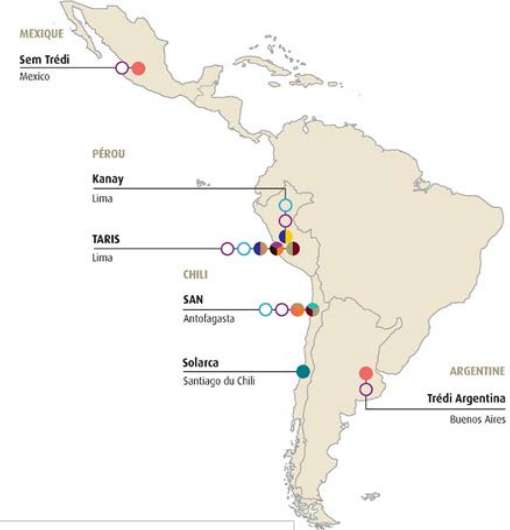 MEXIQUE
Sem Trédi
Mexico
PÉROU
Kanay
Lima
TARIS
Lima
CHILI
SAN
Antofagasta
Solarca
Santiago du Chili
ARGENTINE
Trédi Argentina
Buenos Aires